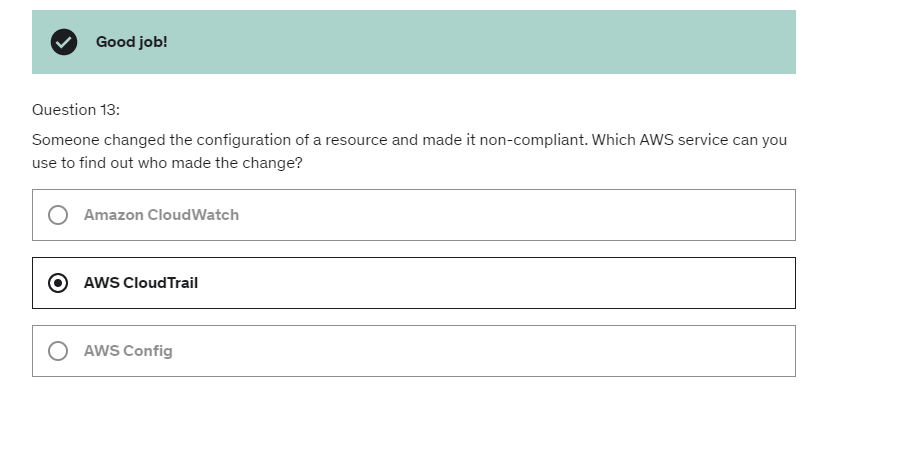 Good job!
Question 13:
Someone changed the configuration of a resource and made it non-compliant. Which AWS service can you
use to find out who made the change?
Amazon CloudWatch
AWS CloudTrail
AWS Config